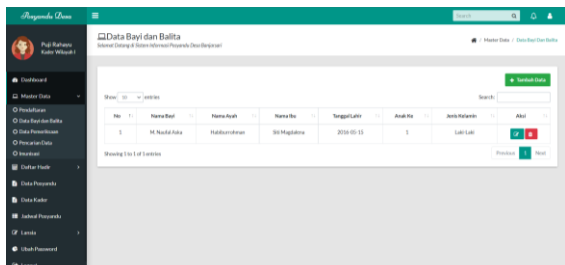 Posyandu Desa
Search
Puji Rahayu
Kader Wilayah I
Data Bayi dan Balita
Selamat Datang di Sistem Informasi Posyandu Desa Banjarsari
/ Master Data / Data Bayi Dan Balita
Dashboard
Master Data
Pendaftaran
Data Bayi dan Balita
Data Pemeriksaan
Pencarian Data
Imunisasi
Daftar Hadir
Data Posyandu
Data Kader
Jadwal Posyandu
Lansia
Ubah Password
+ Tambah Data
Show 10 entries
Search:
No Nama Bayi Nama Ayah Nama Ibu Tanggal Lahir Anak Ke Jenis Kelamin Aksi
1 M. Naufal Aska Habiburrohman Siti Magdalena 2016-05-15 1 Laki-Laki
Showing 1 to 1 of 1 entries
Previous 1 Next